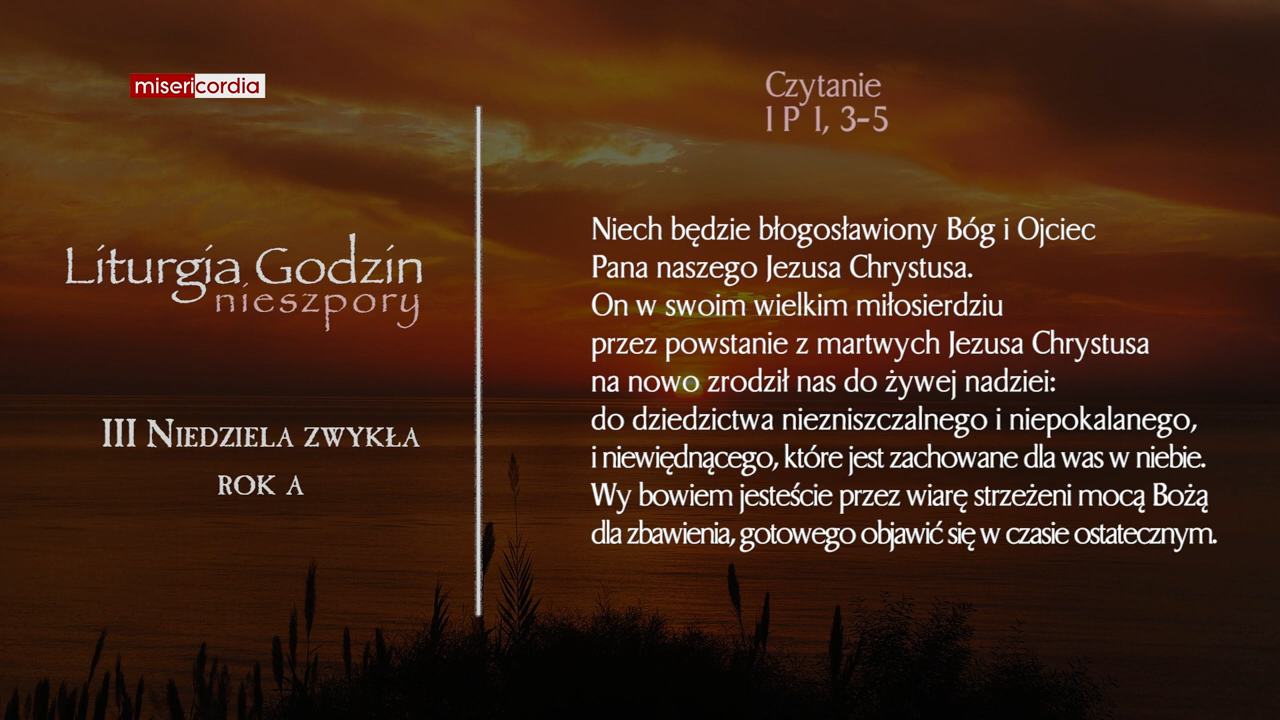 misericordia
Liturgia Godzin
nieszpory
III Niedziela zwykła
rok A
Czytanie
1 P 1, 3-5
Niech będzie błogosławiony Bóg i Ojciec
Pana naszego Jezusa Chrystusa.
On w swoim wielkim miłosierdziu
przez powstanie z martwych Jezusa Chrystusa
na nowo zrodził nas do żywej nadziei:
do dziedzictwa niezniszczalnego i niepokalanego,
i niewiędnącego, które jest zachowane dla was w niebie.
Wy bowiem jesteście przez wiarę strzeżeni mocą Bożą
dla zbawienia, gotowego objawić się w czasie ostatecznym.